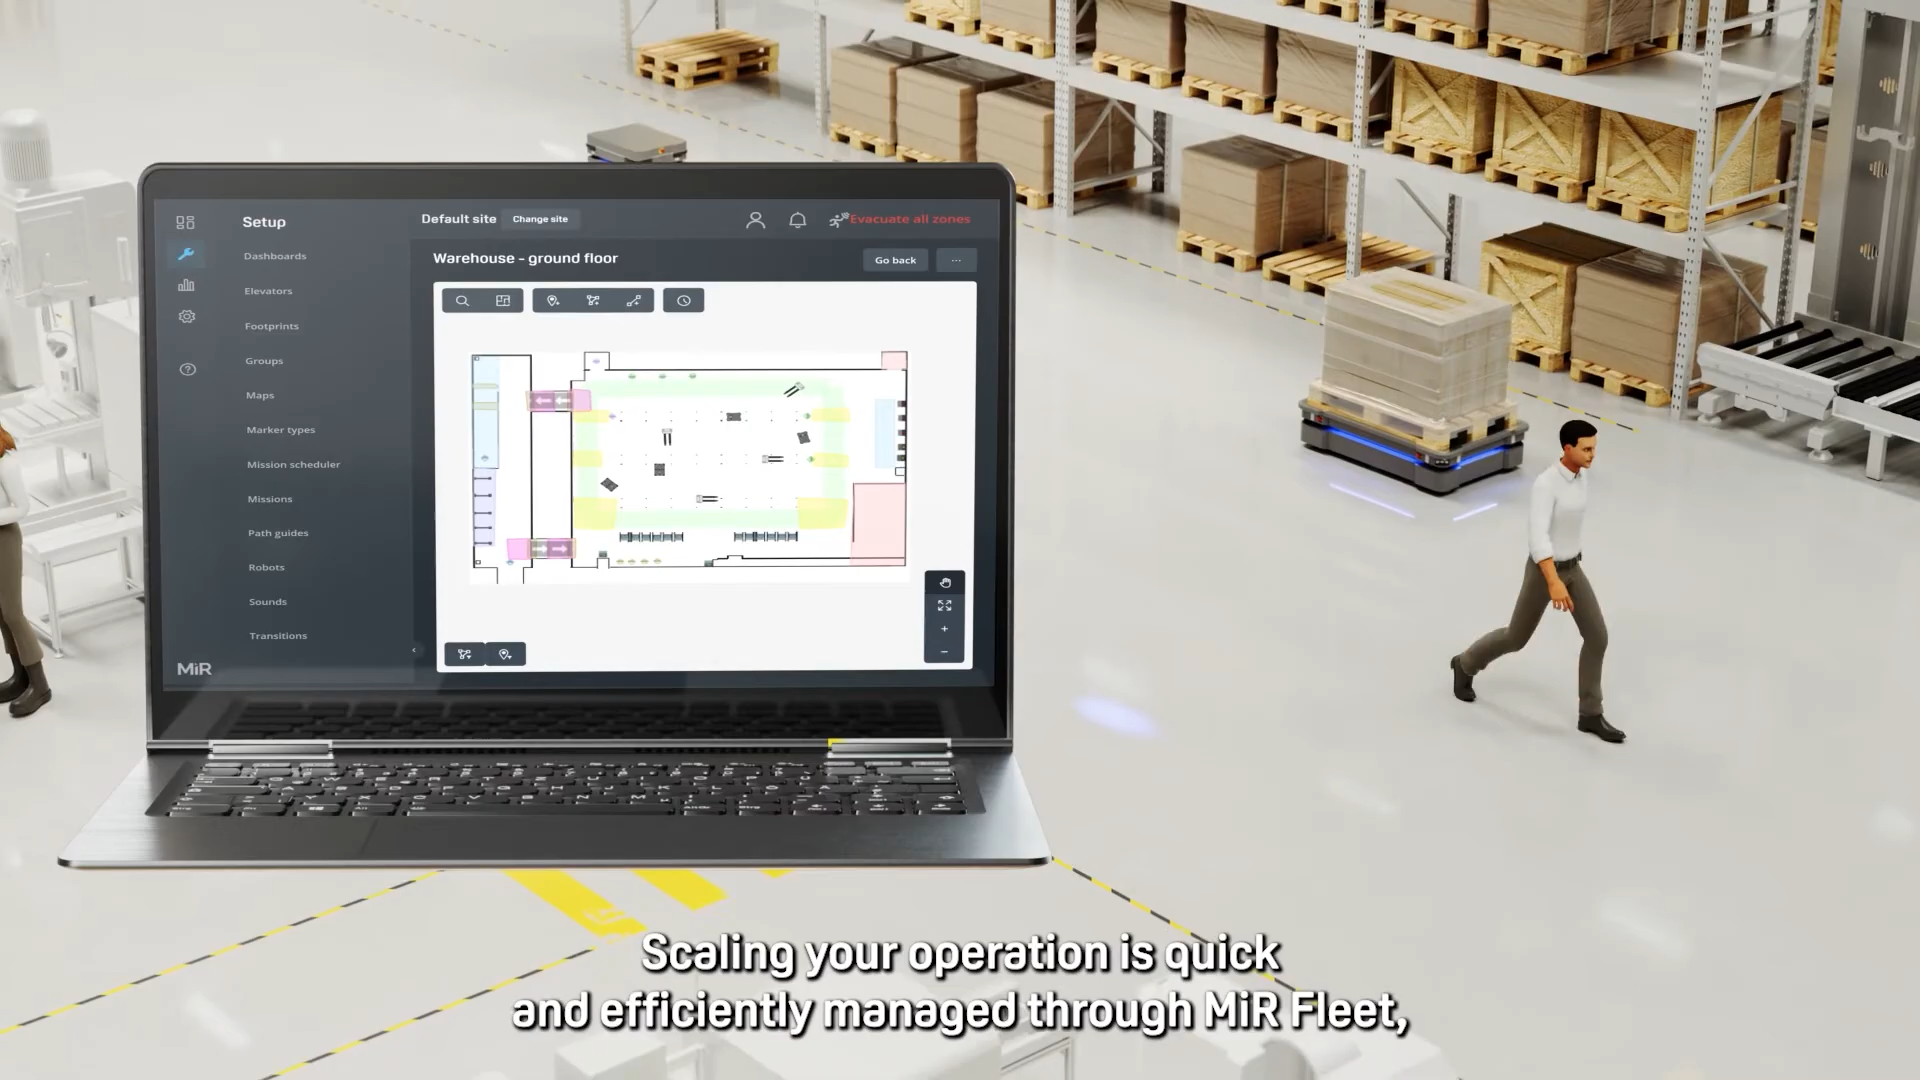 Setup
Default site
Change site
Evacuate all zones
Warehouse - ground floor
Go back
...
Dashboards
Elevators
Footprints
Groups
Maps
Marker types
Mission scheduler
Missions
Path guides
Robots
Sounds
Transitions
MiR
Scaling your operation is quick
and efficiently managed through MiR Fleet,